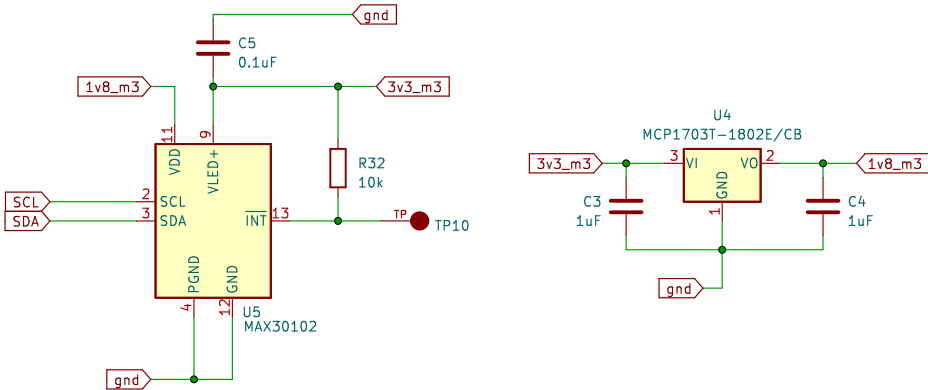 gnd
C5
0.1uF
1v8_m3
3v3_m3
11
9
VDD
VLED+
R32
10k
SCL
2
SCL
SDA
3
SDA
INT
13
TP
TP10
PGND
GND
4
12
U5
MAX30102
gnd
U4
MCP1703T-1802E/CB
3v3_m3
3
VI
VO
2
1v8_m3
GND
1
C3
1uF
C4
1uF
gnd